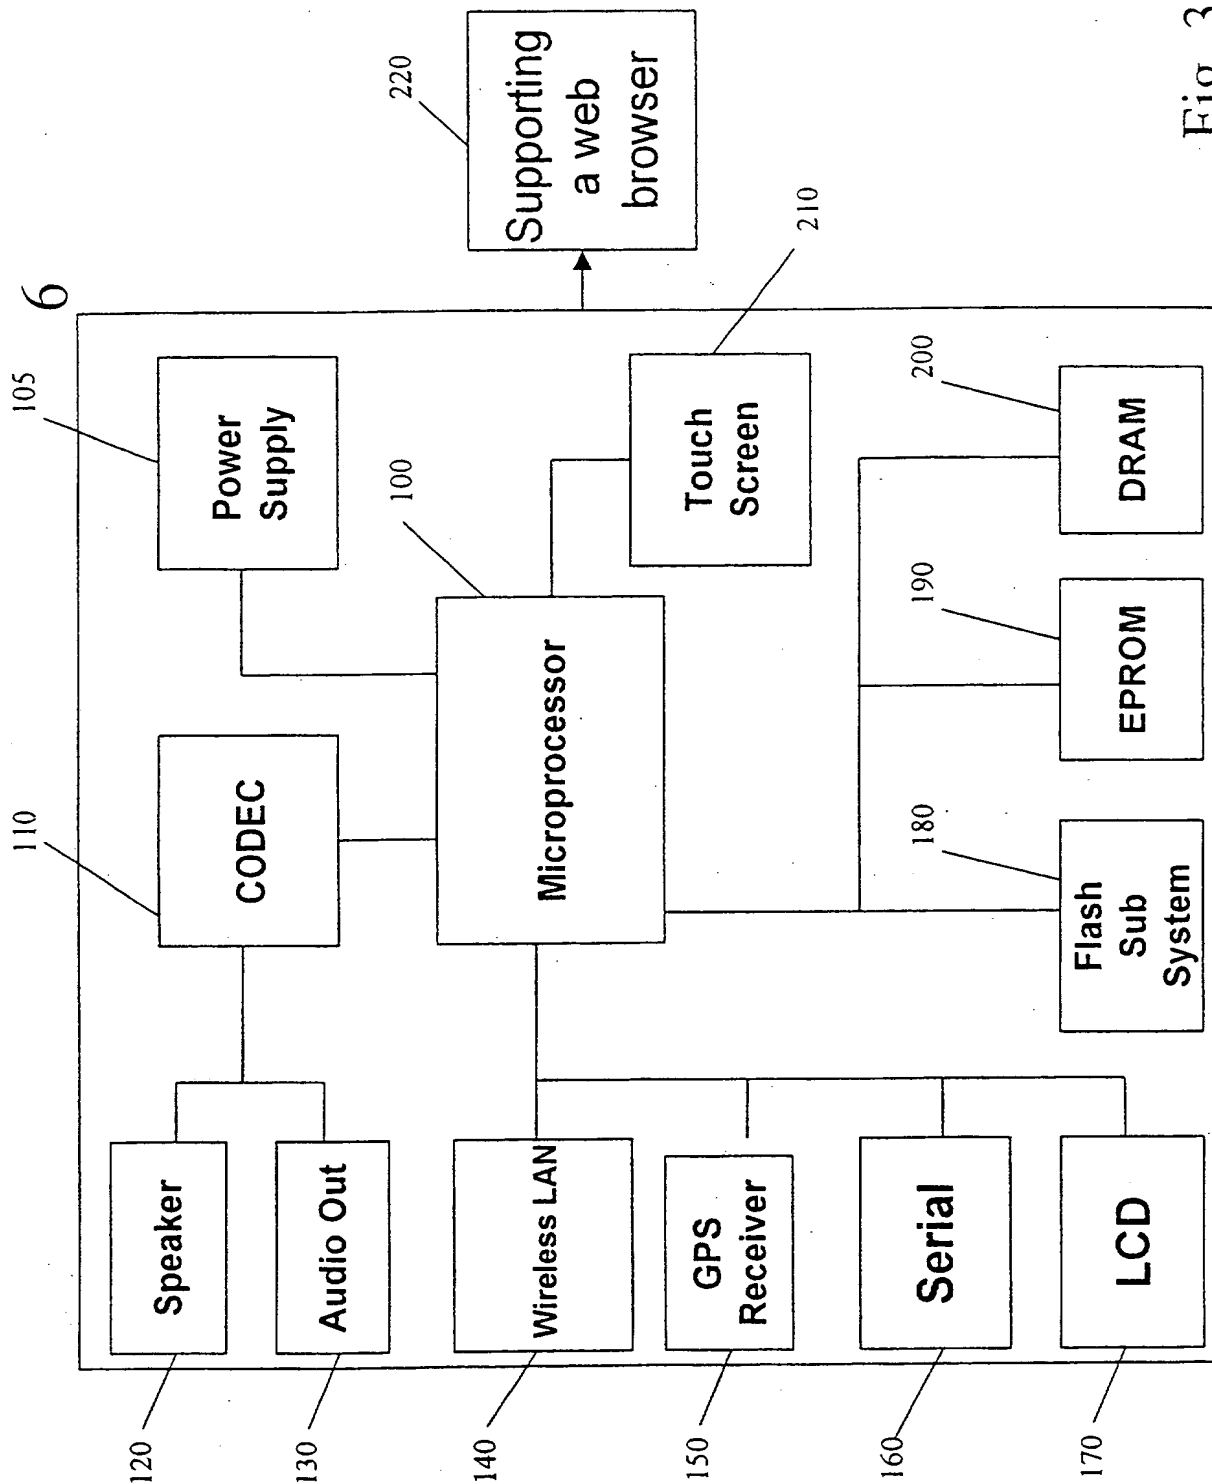 6
105
110
220
Supporting
a web
browser
Power
Supply
CODEC
Speaker
120
Audio Out
130
100
Microprocessor
Wireless LAN
140
210
Touch
Screen
GPS
Receiver
150
Serial
160
200
DRAM
190
EPROM
180
Flash
Sub
System
LCD
170
Fig. 3